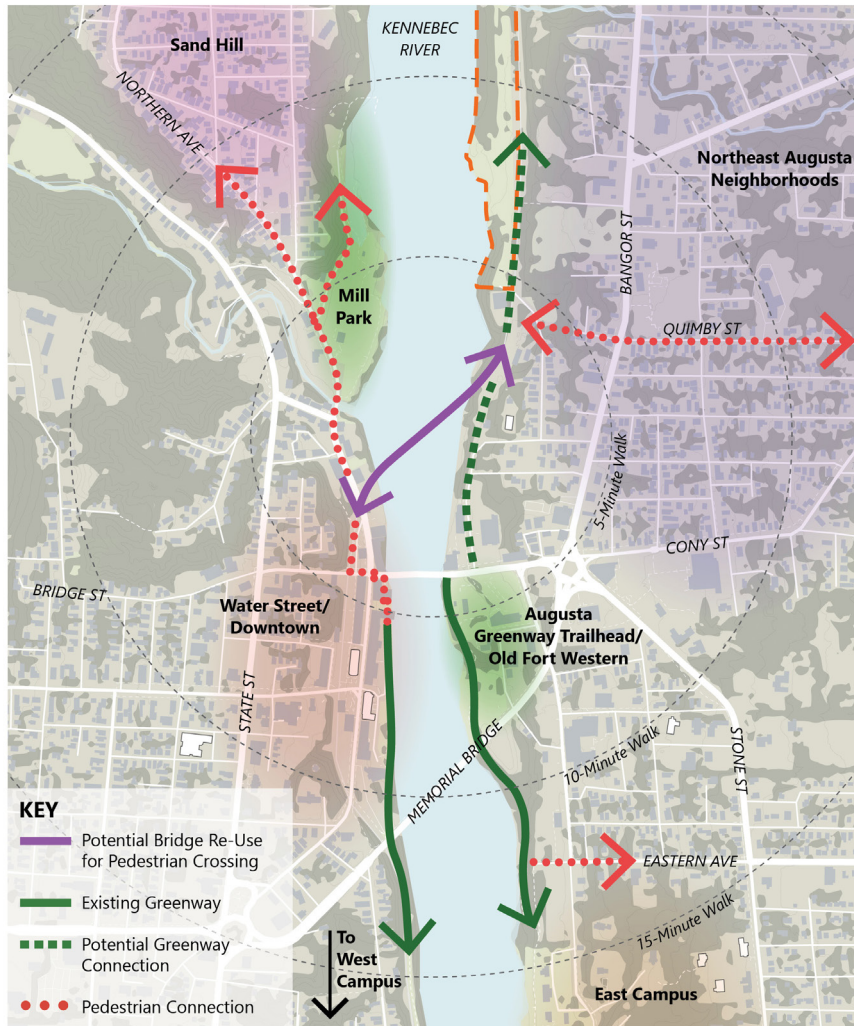 Sand Hill
KENNEBEC
RIVER
NORTHERN AVE
Northeast Augusta
Neighborhoods
BANGOR ST
Mill
Park
QUIMBY ST
5-Minute Walk
CONY ST
BRIDGE ST
Water Street/
Downtown
Augusta
Greenway Trailhead/
Old Fort Western
STATE ST
MEMORIAL BRIDGE
10-Minute Walk
STONE ST
KEY
Potential Bridge Re-Use
for Pedestrian Crossing
EASTERN AVE
Existing Greenway
15-Minute Walk
Potential Greenway
Connection
To
West
Campus
Pedestrian Connection
East Campus